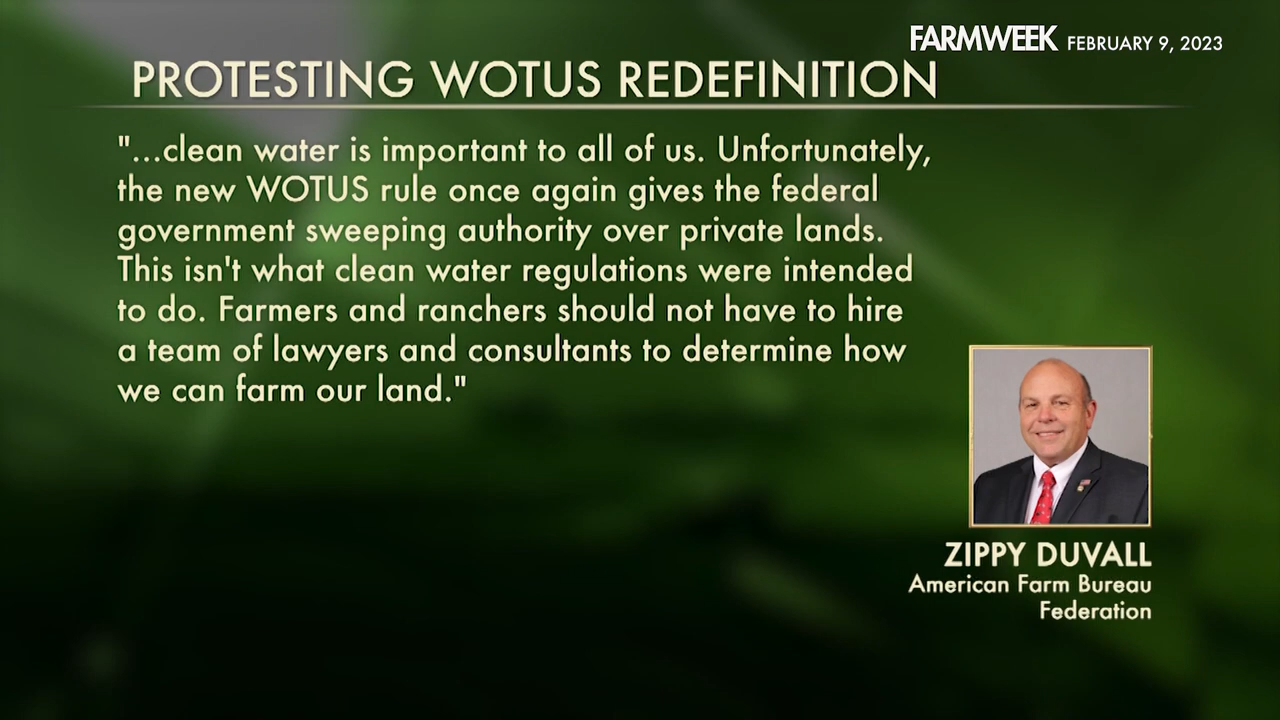 FARMWEEK FEBRUARY 9, 2023
PROTESTING WOTUS REDEFINITION
"...clean water is important to all of us. Unfortunately,
the new WOTUS rule once again gives the federal
government sweeping authority over private lands.
This isn't what clean water regulations were intended
to do. Farmers and ranchers should not have to hire
a team of lawyers and consultants to determine how
we can farm our land."
ZIPPY DUVALL
American Farm Bureau
Federation